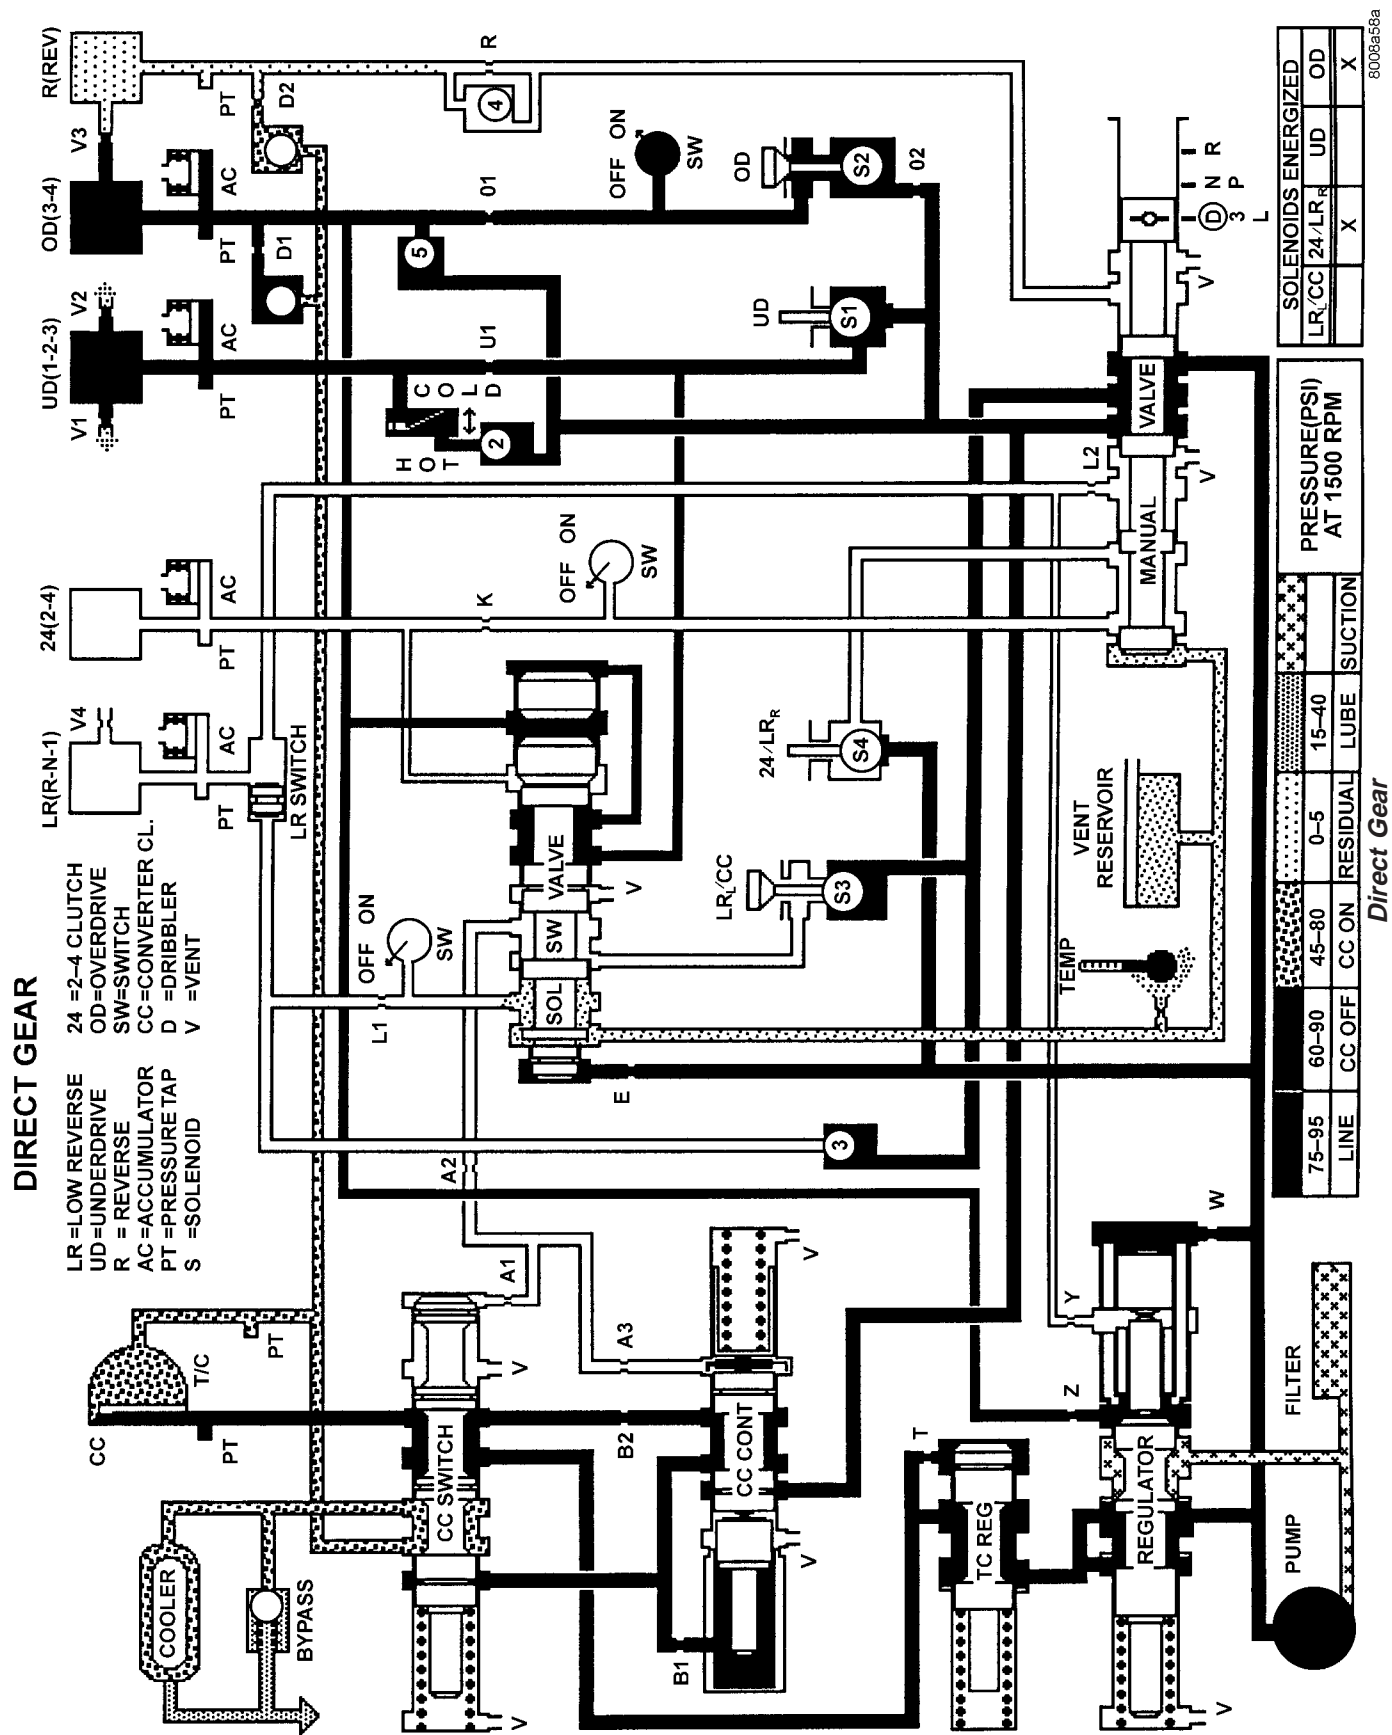 DIRECT GEAR
LR =LOW REVERSE
UD=UNDERDRIVE
R = REVERSE
AC =ACCUMULATOR
PT =PRESSURE TAP
S =SOLENOID
24 =2–4 CLUTCH
OD=OVERDRIVE
SW=SWITCH
CC =CONVERTER CL.
D =DRIBBLER
V =VENT
LR(R-N-1)
V4
24(2-4)
UD(1-2-3)
V1
V2
OD(3-4)
V3
R(REV)
PT
AC
PT
AC
PT
AC
PT
AC
PT
D1
D2
LR SWITCH
CC
T/C
PT
PT
COOLER
BYPASS
CC SWITCH
V
V
A1
A2
A3
B1
B2
CC CONT
V
V
L1
OFF ON
SW
SOL
SW
VALVE
V
E
K
OFF ON
SW
HOT
COLD
2
5
U1
01
4
R
OFF ON
SW
UD
S1
OD
S2
02
24/LRR
S4
LRL/CC
S3
3
TEMP
VENT
RESERVOIR
L2
MANUAL
VALVE
V
V
D N R
3 P
L
T
TC REG
Z
Y
W
REGULATOR
V
PUMP
FILTER
75–95
60–90
45–80
0–5
15–40
PRESSURE(PSI)
AT 1500 RPM
LINE
CC OFF
CC ON
RESIDUAL
LUBE
SUCTION
SOLENOIDS ENERGIZED
LRL/CC
24/LRR
UD
OD
X
X
8008a58a
Direct Gear